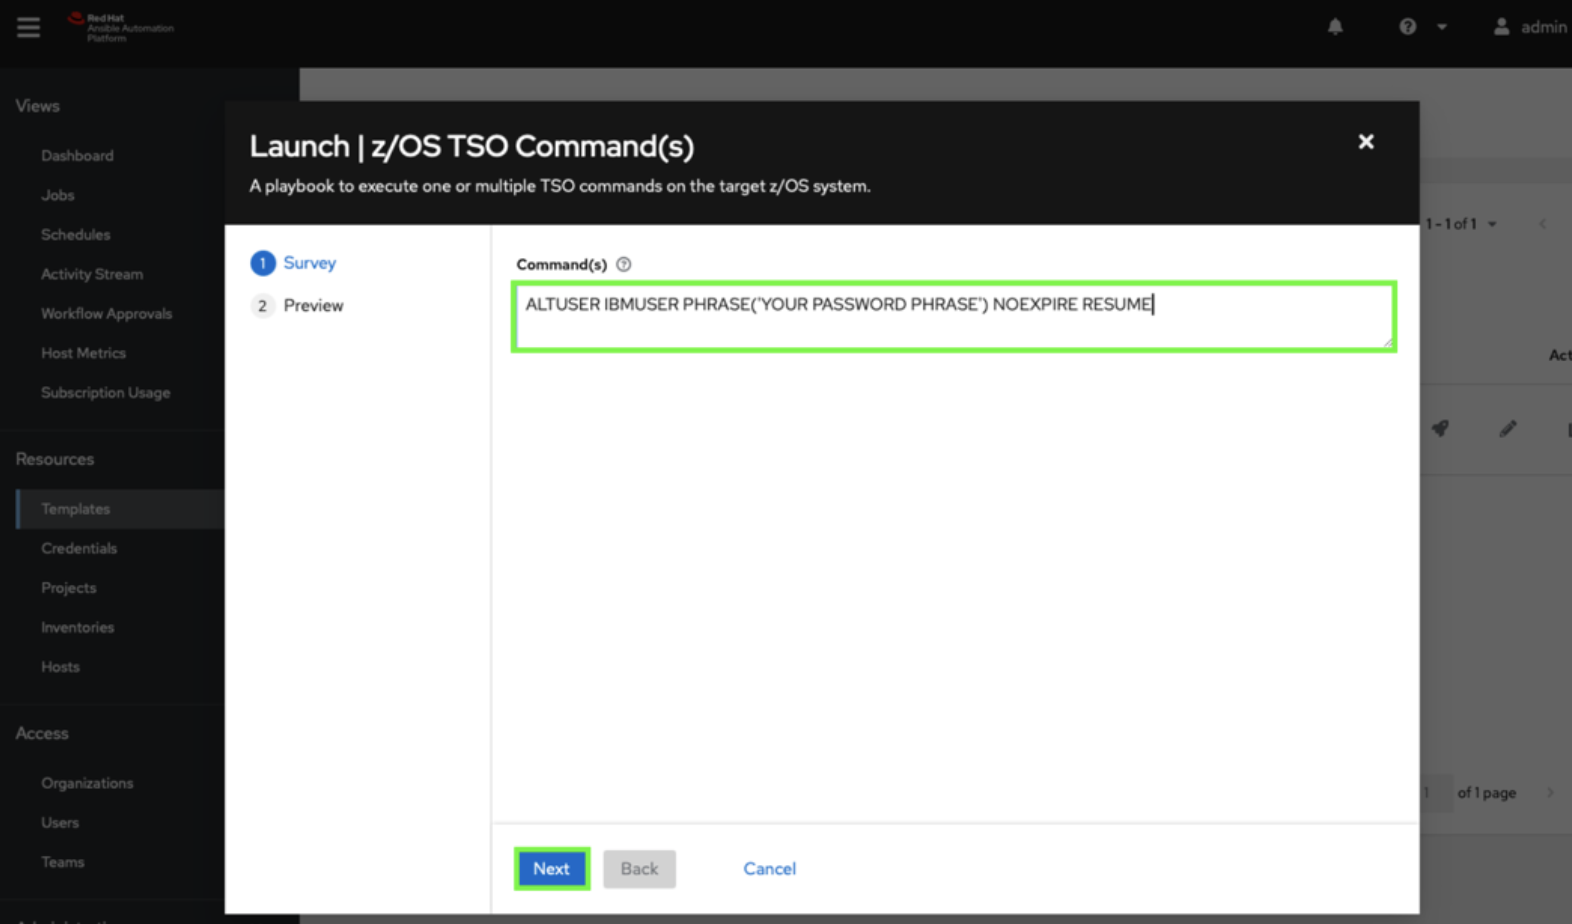 Red Hat
Ansible Automation
Platform
admin
Views
Dashboard
Jobs
Schedules
Activity Stream
Workflow Approvals
Host Metrics
Subscription Usage
Resources
Templates
Credentials
Projects
Inventories
Hosts
Access
Organizations
Users
Teams
Launch | z/OS TSO Command(s)
A playbook to execute one or multiple TSO commands on the target z/OS system.
1 Survey
2 Preview
Command(s)
ALTUSER IBMUSER PHRASE('YOUR PASSWORD PHRASE') NOEXPIRE RESUME
Next
Back
Cancel
1 - 1 of 1
1 of 1 page